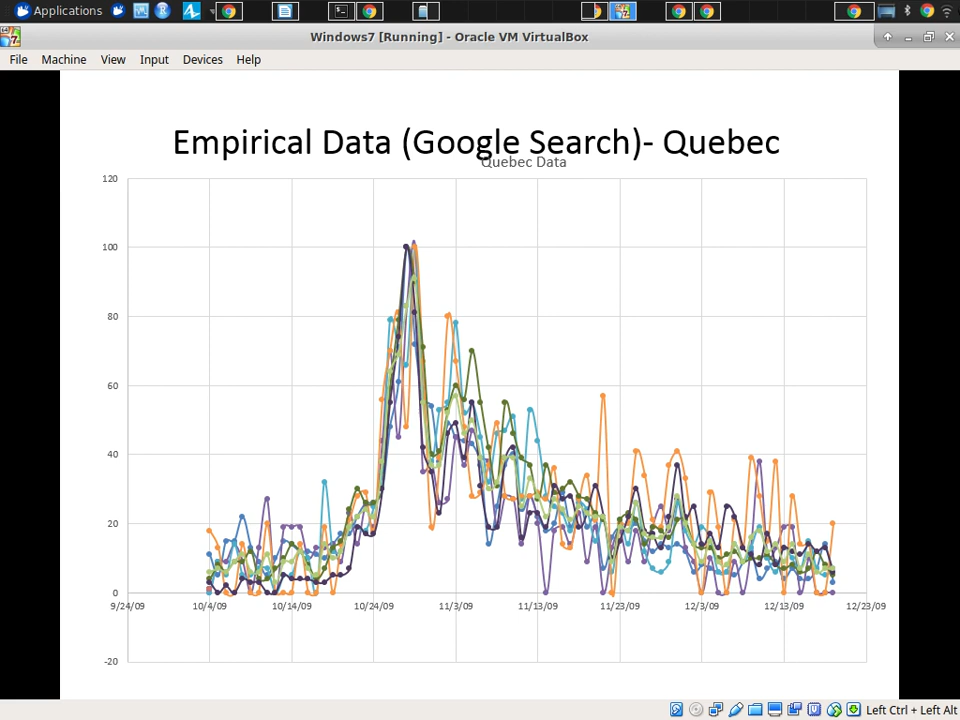 Applications
Windows7 [Running] - Oracle VM VirtualBox
File Machine View Input Devices Help
Empirical Data (Google Search)- Quebec
Quebec Data
120
100
80
60
40
20
0
9/24/09 10/4/09 10/14/09 10/24/09 11/3/09 11/13/09 11/23/09 12/3/09 12/13/09 12/23/09
-20
Left Ctrl + Left Alt